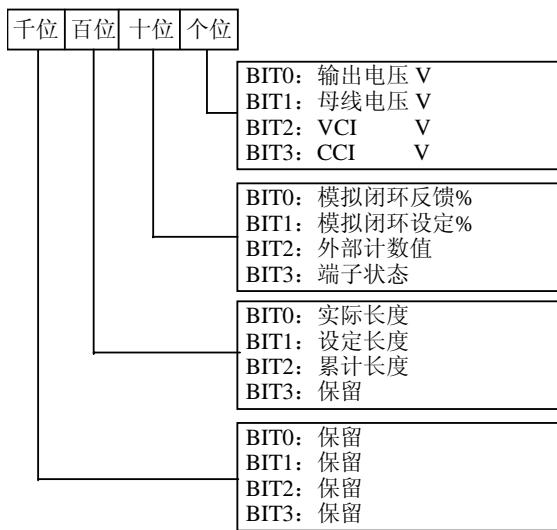 千位 百位 十位 个位
BIT0：输出电压 V
BIT1：母线电压 V
BIT2：VCI V
BIT3：CCI V
BIT0：模拟闭环反馈%
BIT1：模拟闭环设定%
BIT2：外部计数值
BIT3：端子状态
BIT0：实际长度
BIT1：设定长度
BIT2：累计长度
BIT3：保留
BIT0：保留
BIT1：保留
BIT2：保留
BIT3：保留